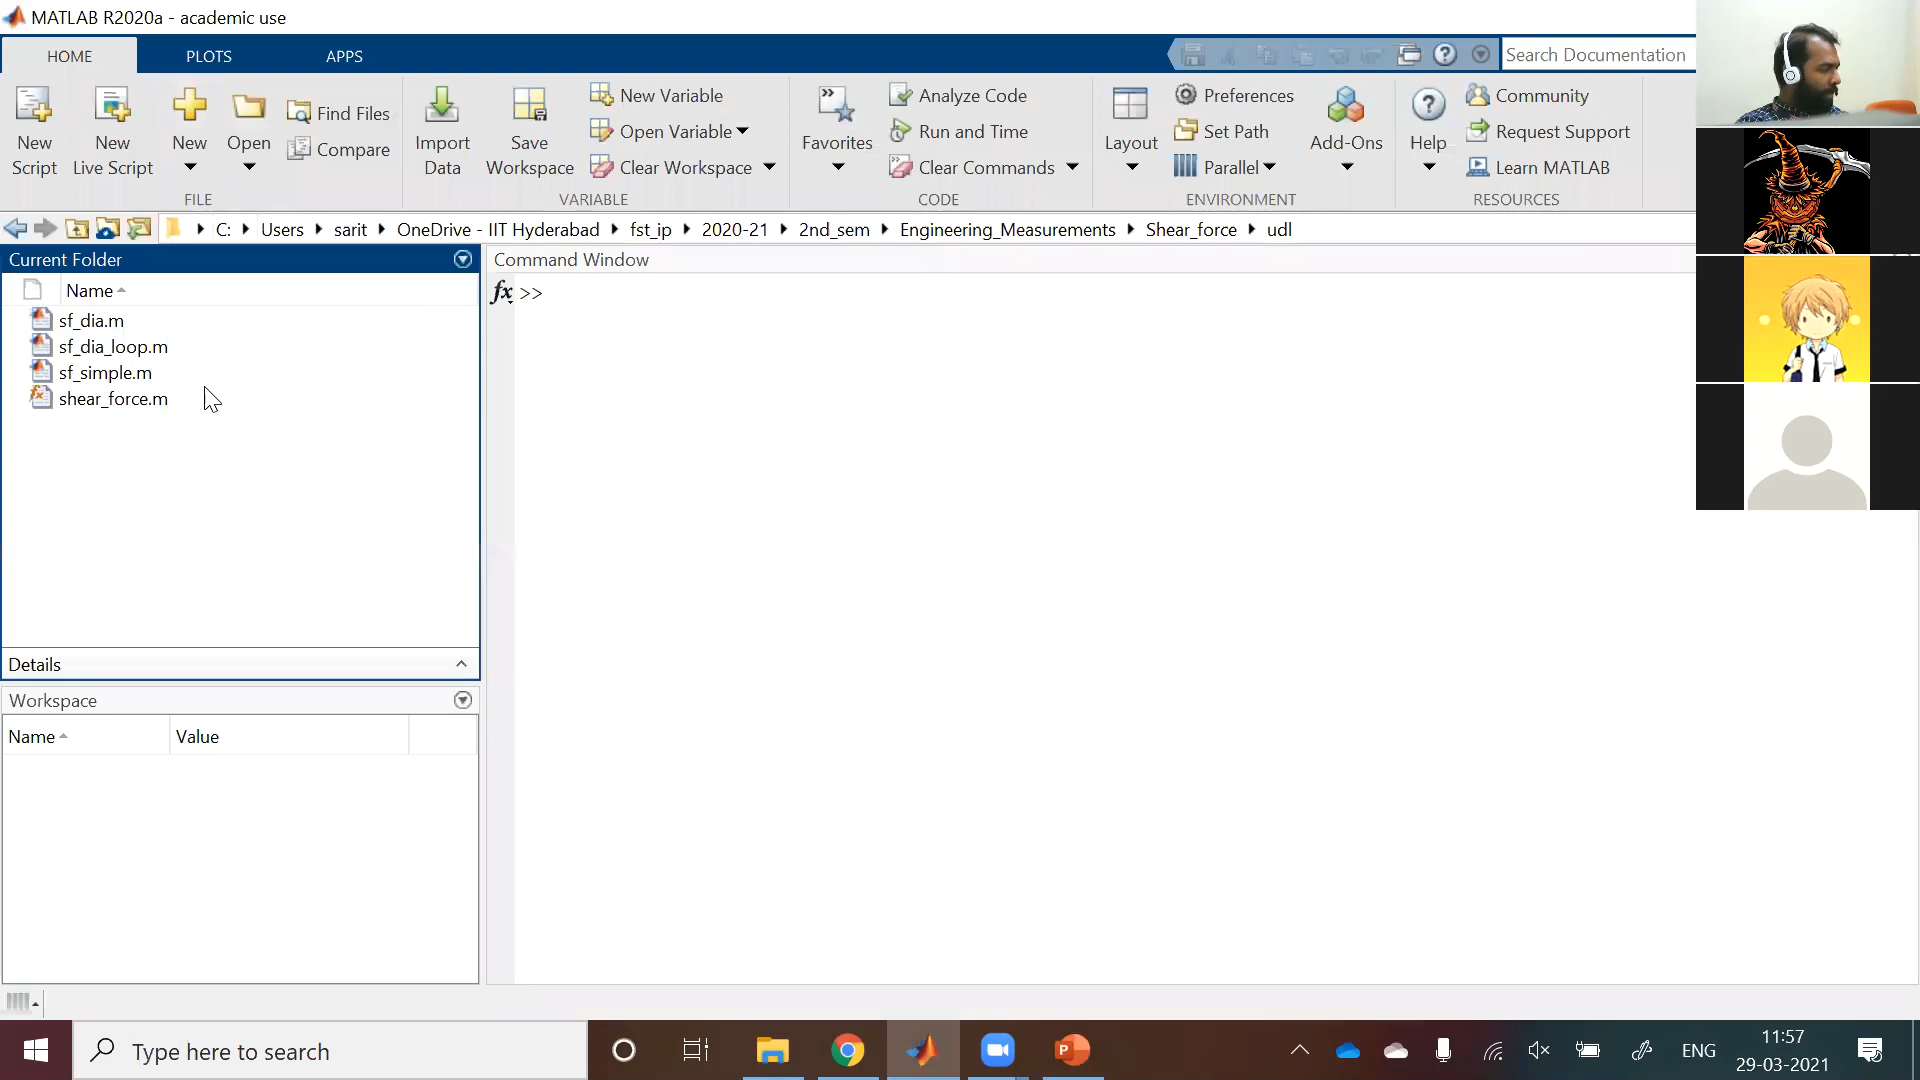 MATLAB R2020a - academic use
HOME PLOTS APPS
Search Documentation
New Script
New Live Script
New
Open
Find Files
Compare
FILE
Import Data
Save Workspace
New Variable
Open Variable
Clear Workspace
VARIABLE
Favorites
Analyze Code
Run and Time
Clear Commands
CODE
Layout
Preferences
Set Path
Parallel
ENVIRONMENT
Add-Ons
Help
Community
Request Support
Learn MATLAB
RESOURCES
C: Users sarit OneDrive - IIT Hyderabad fst_ip 2020-21 2nd_sem Engineering_Measurements Shear_force udl
Current Folder
Name
sf_dia.m
sf_dia_loop.m
sf_simple.m
shear_force.m
Details
Workspace
Name Value
Command Window
fx >>
Type here to search
ENG
11:57
29-03-2021